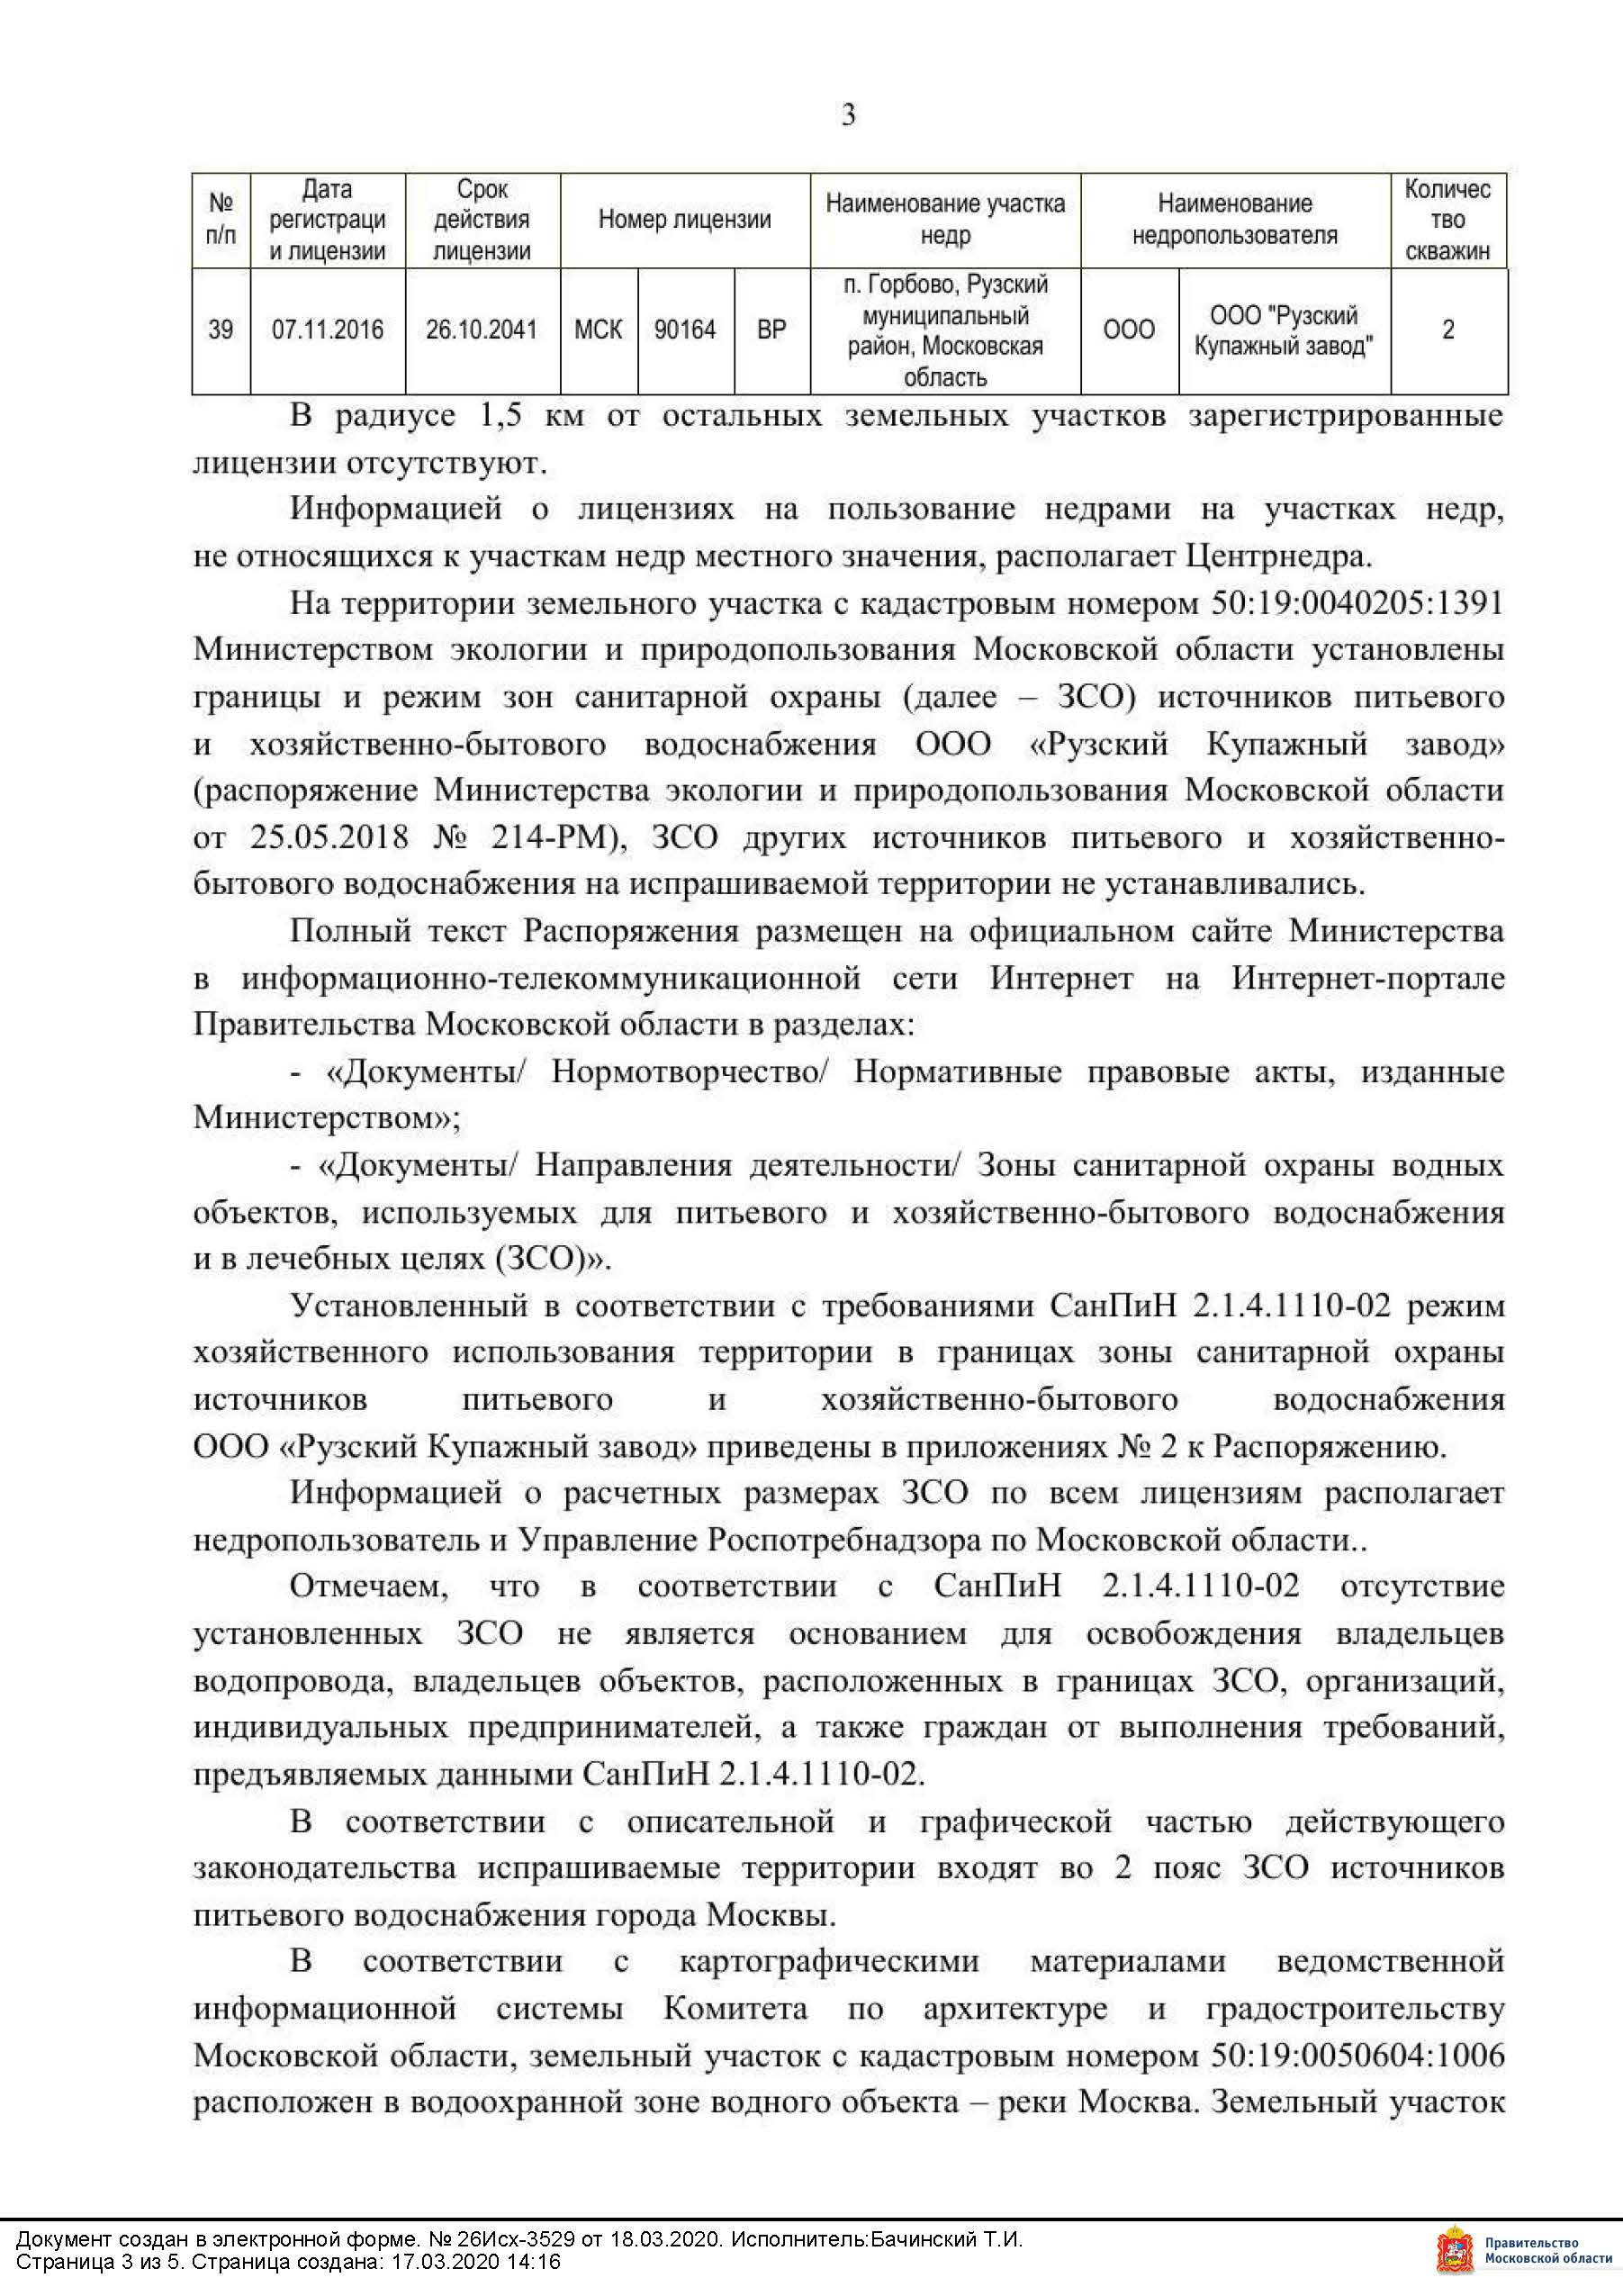 3
№ п/п
Дата регистраци и лицензии
Срок действия лицензии
Номер лицензии
Наименование участка недр
Наименование недропользователя
Количес тво скважин
39
07.11.2016
26.10.2041
МСК
90164
ВР
п. Горбово, Рузский муниципальный район, Московская область
ООО
ООО "Рузский Купажный завод"
2
В радиусе 1,5 км от остальных земельных участков зарегистрированные
лицензии отсутствуют.
Информацией о лицензиях на пользование недрами на участках недр,
не относящихся к участкам недр местного значения, располагает Центрнедра.
На территории земельного участка с кадастровым номером 50:19:0040205:1391
Министерством экологии и природопользования Московской области установлены
границы и режим зон санитарной охраны (далее – ЗСО) источников питьевого
и хозяйственно-бытового водоснабжения ООО «Рузский Купажный завод»
(распоряжение Министерства экологии и природопользования Московской области
от 25.05.2018 № 214-РМ), ЗСО других источников питьевого и хозяйственно-
бытового водоснабжения на испрашиваемой территории не устанавливались.
Полный текст Распоряжения размещен на официальном сайте Министерства
в информационно-телекоммуникационной сети Интернет на Интернет-портале
Правительства Московской области в разделах:
- «Документы/ Нормотворчество/ Нормативные правовые акты, изданные
Министерством»;
- «Документы/ Направления деятельности/ Зоны санитарной охраны водных
объектов, используемых для питьевого и хозяйственно-бытового водоснабжения
и в лечебных целях (ЗСО)».
Установленный в соответствии с требованиями СанПиН 2.1.4.1110-02 режим
хозяйственного использования территории в границах зоны санитарной охраны
источников питьевого и хозяйственно-бытового водоснабжения
ООО «Рузский Купажный завод» приведены в приложениях № 2 к Распоряжению.
Информацией о расчетных размерах ЗСО по всем лицензиям располагает
недропользователь и Управление Роспотребнадзора по Московской области..
Отмечаем, что в соответствии с СанПиН 2.1.4.1110-02 отсутствие
установленных ЗСО не является основанием для освобождения владельцев
водопровода, владельцев объектов, расположенных в границах ЗСО, организаций,
индивидуальных предпринимателей, а также граждан от выполнения требований,
предъявляемых данными СанПиН 2.1.4.1110-02.
В соответствии с описательной и графической частью действующего
законодательства испрашиваемые территории входят во 2 пояс ЗСО источников
питьевого водоснабжения города Москвы.
В соответствии с картографическими материалами ведомственной
информационной системы Комитета по архитектуре и градостроительству
Московской области, земельный участок с кадастровым номером 50:19:0050604:1006
расположен в водоохранной зоне водного объекта – реки Москва. Земельный участок
Документ создан в электронной форме. № 26Исх-3529 от 18.03.2020. Исполнитель:Бачинский Т.И.
Страница 3 из 5. Страница создана: 17.03.2020 14:16
Правительство
Московской области